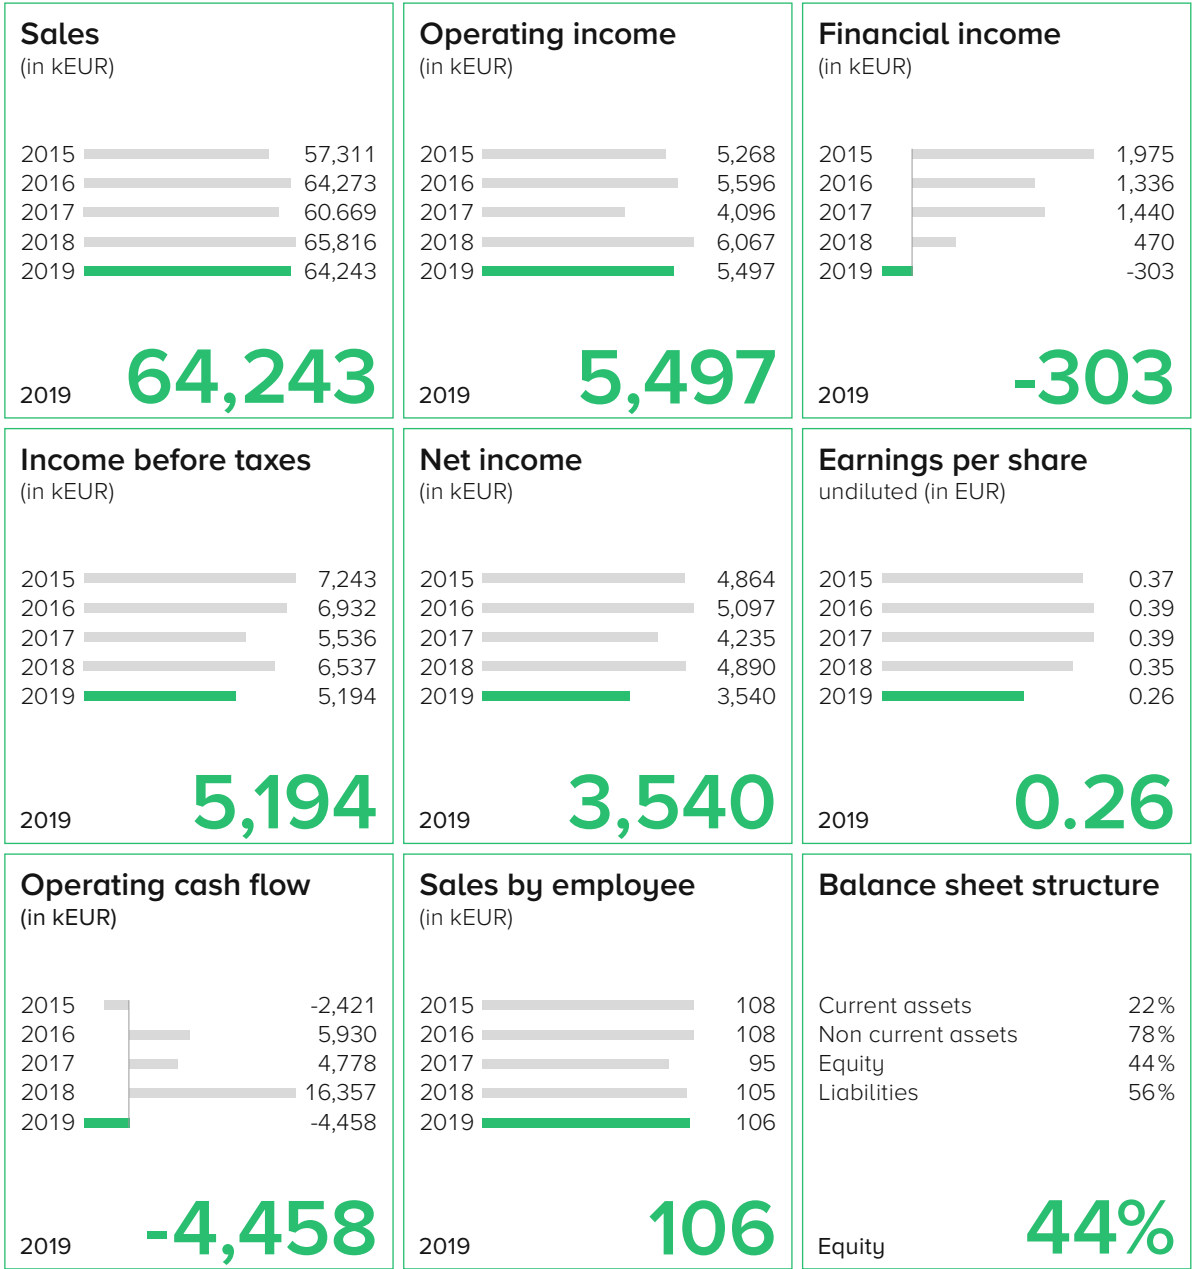 Sales
(in kEUR)
2015 57,311
2016 64,273
2017 60.669
2018 65,816
2019 64,243
2019 64,243
Operating income
(in kEUR)
2015 5,268
2016 5,596
2017 4,096
2018 6,067
2019 5,497
2019 5,497
Financial income
(in kEUR)
2015 1,975
2016 1,336
2017 1,440
2018 470
2019 -303
2019 -303
Income before taxes
(in kEUR)
2015 7,243
2016 6,932
2017 5,536
2018 6,537
2019 5,194
2019 5,194
Net income
(in kEUR)
2015 4,864
2016 5,097
2017 4,235
2018 4,890
2019 3,540
2019 3,540
Earnings per share
undiluted (in EUR)
2015 0.37
2016 0.39
2017 0.39
2018 0.35
2019 0.26
2019 0.26
Operating cash flow
(in kEUR)
2015 -2,421
2016 5,930
2017 4,778
2018 16,357
2019 -4,458
2019 -4,458
Sales by employee
(in kEUR)
2015 108
2016 108
2017 95
2018 105
2019 106
2019 106
Balance sheet structure
Current assets 22%
Non current assets 78%
Equity 44%
Liabilities 56%
Equity 44%